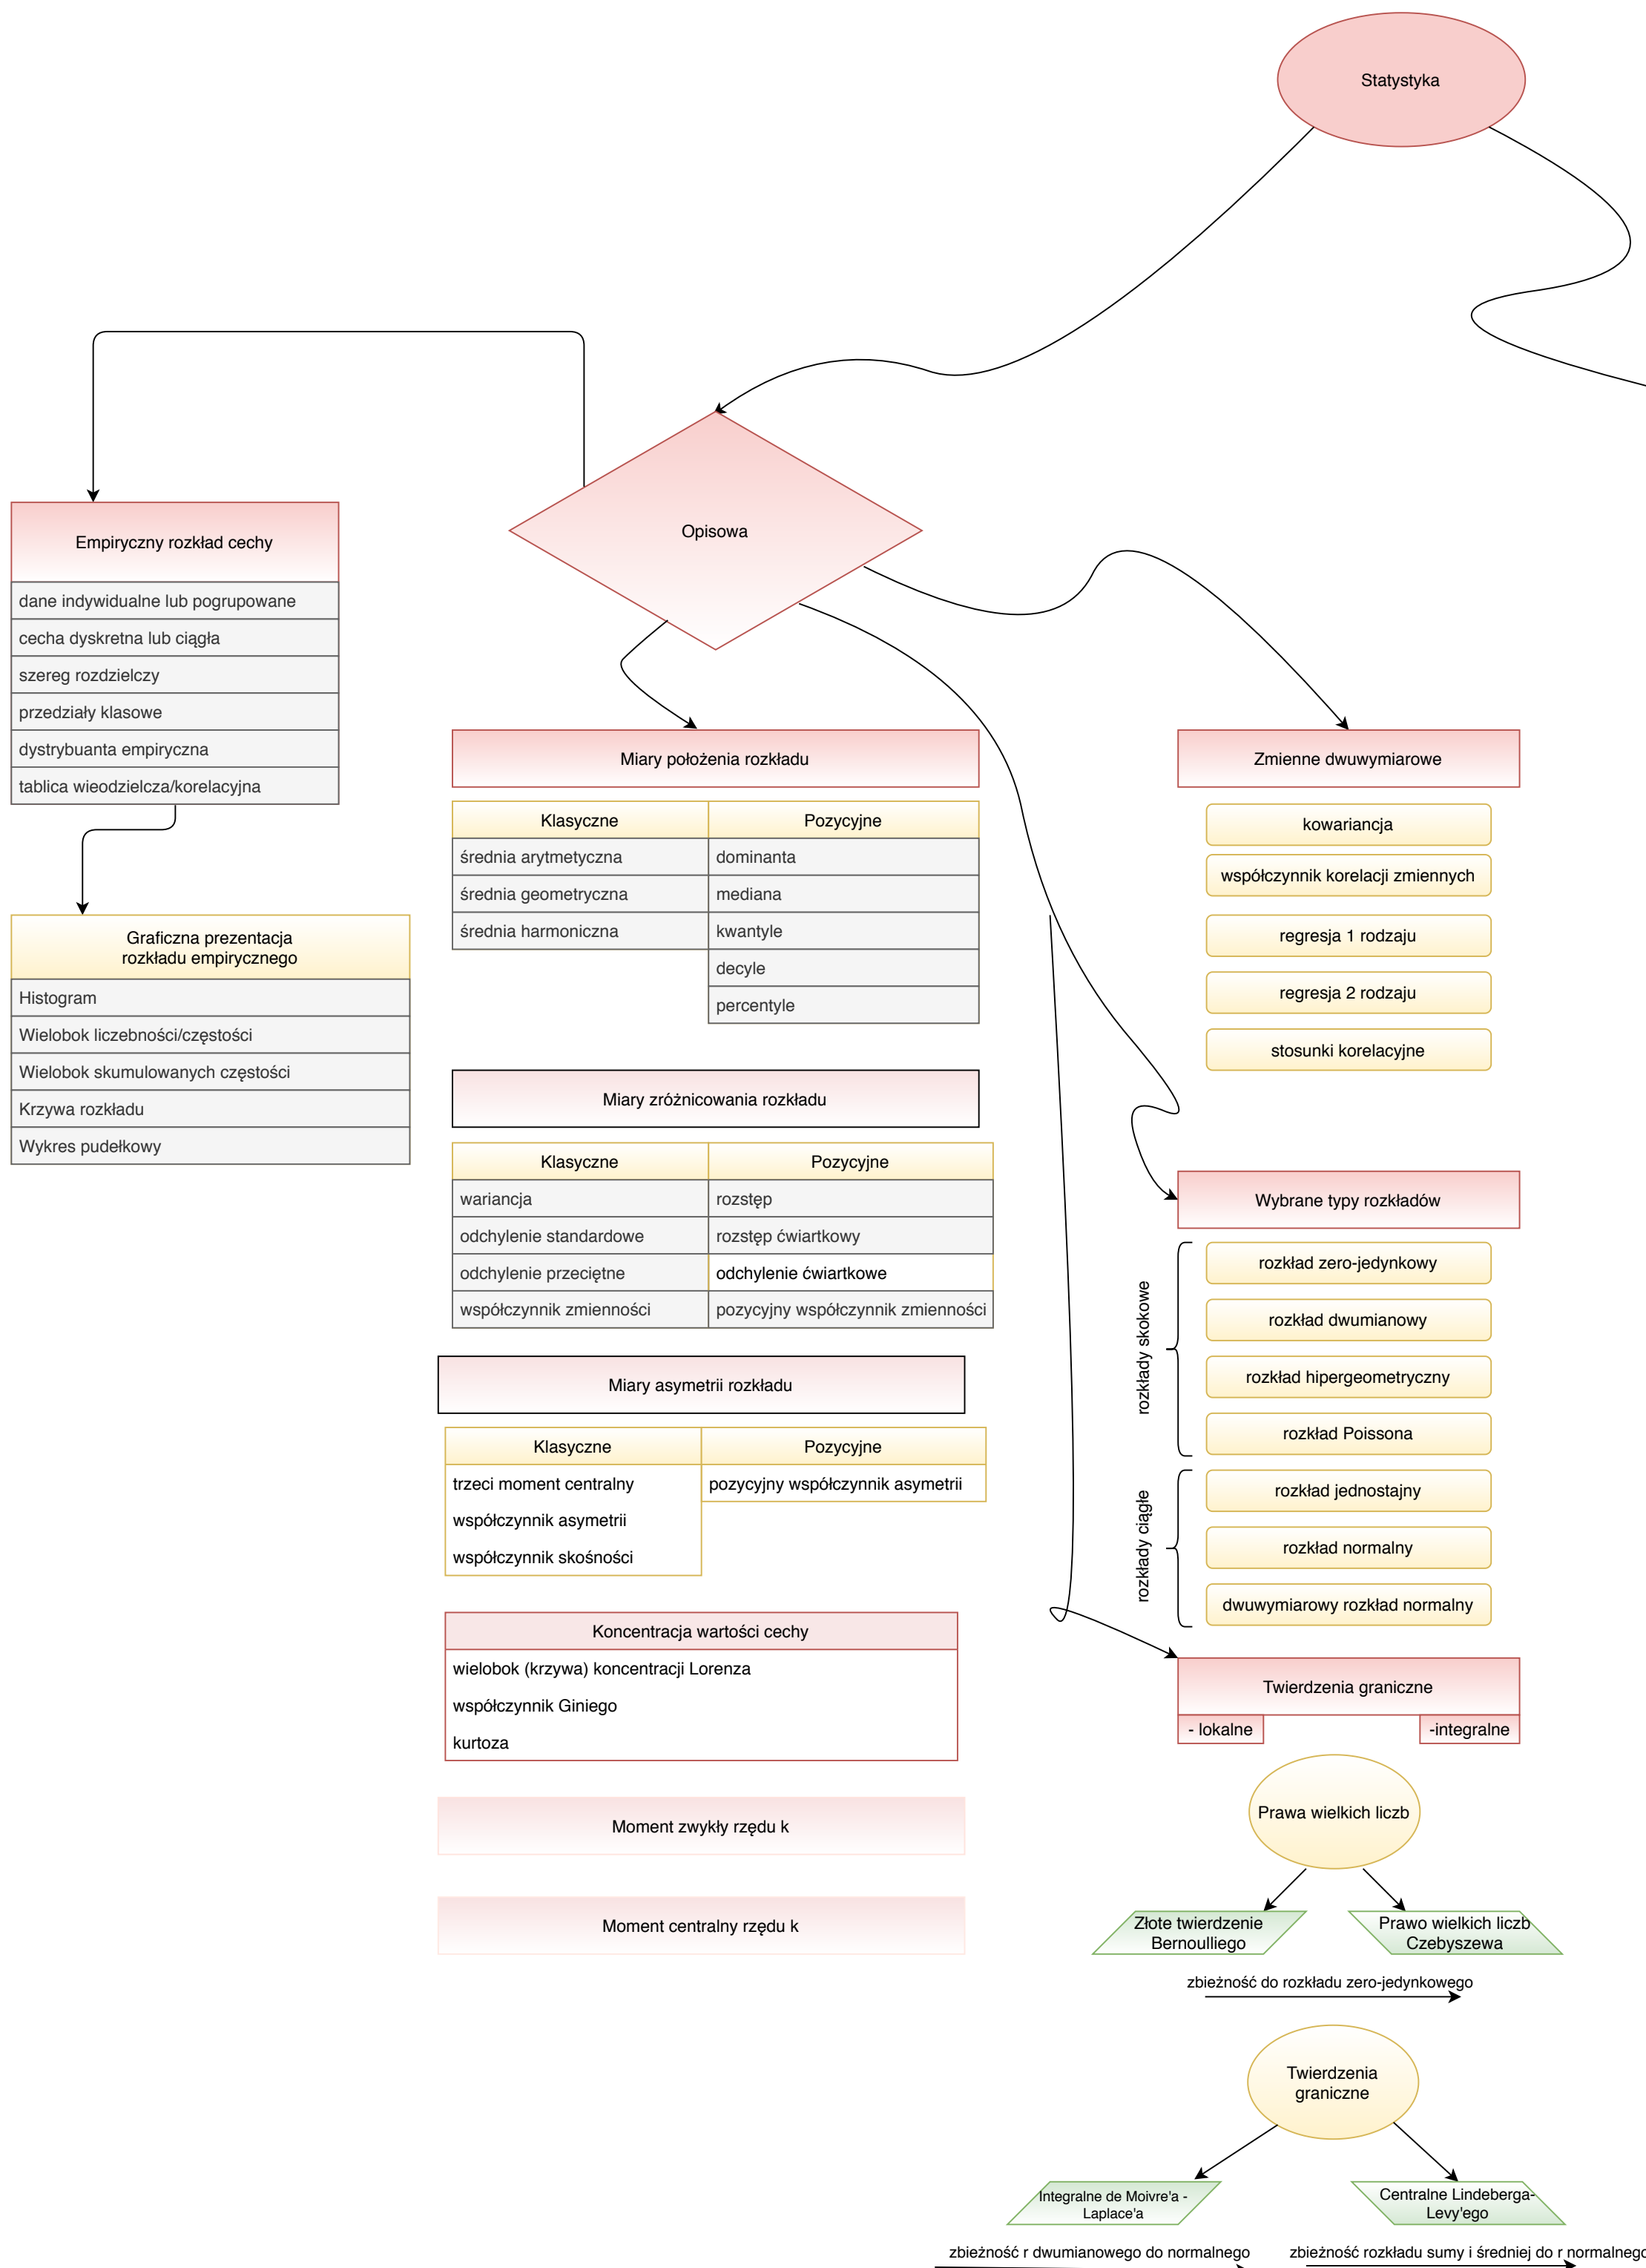 Statystyka
Opisowa
Empiryczny rozkład cechy
dane indywidualne lub pogrupowane
cecha dyskretna lub ciągła
szereg rozdzielczy
przedziały klasowe
dystrybuanta empiryczna
tablica wieodzielcza/korelacyjna
Graficzna prezentacja
rozkładu empirycznego
Histogram
Wielobok liczebności/częstości
Wielobok skumulowanych częstości
Krzywa rozkładu
Wykres pudełkowy
Miary położenia rozkładu
Klasyczne
Pozycyjne
średnia arytmetyczna
dominanta
średnia geometryczna
mediana
średnia harmoniczna
kwantyle
decyle
percentyle
Miary zróżnicowania rozkładu
Klasyczne
Pozycyjne
wariancja
rozstęp
odchylenie standardowe
rozstęp ćwiartkowy
odchylenie przeciętne
odchylenie ćwiartkowe
współczynnik zmienności
pozycyjny współczynnik zmienności
Miary asymetrii rozkładu
Klasyczne
Pozycyjne
trzeci moment centralny
pozycyjny współczynnik asymetrii
współczynnik asymetrii
współczynnik skośności
Koncentracja wartości cechy
wielobok (krzywa) koncentracji Lorenza
współczynnik Giniego
kurtoza
Moment zwykły rzędu k
Moment centralny rzędu k
Zmienne dwuwymiarowe
kowariancja
współczynnik korelacji zmiennych
regresja 1 rodzaju
regresja 2 rodzaju
stosunki korelacyjne
Wybrane typy rozkładów
rozkłady skokowe
rozkład zero-jedynkowy
rozkład dwumianowy
rozkład hipergeometryczny
rozkład Poissona
rozkłady ciągłe
rozkład jednostajny
rozkład normalny
dwuwymiarowy rozkład normalny
Twierdzenia graniczne
- lokalne
-integralne
Prawa wielkich liczb
Złote twierdzenie
Bernoulliego
Prawo wielkich liczb
Czebyszewa
zbieżność do rozkładu zero-jedynkowego
Twierdzenia
graniczne
Integralne de Moivre'a -
Laplace'a
Centralne Lindeberga-
Levy'ego
zbieżność r dwumianowego do normalnego
zbieżność rozkładu sumy i średniej do r normalnego